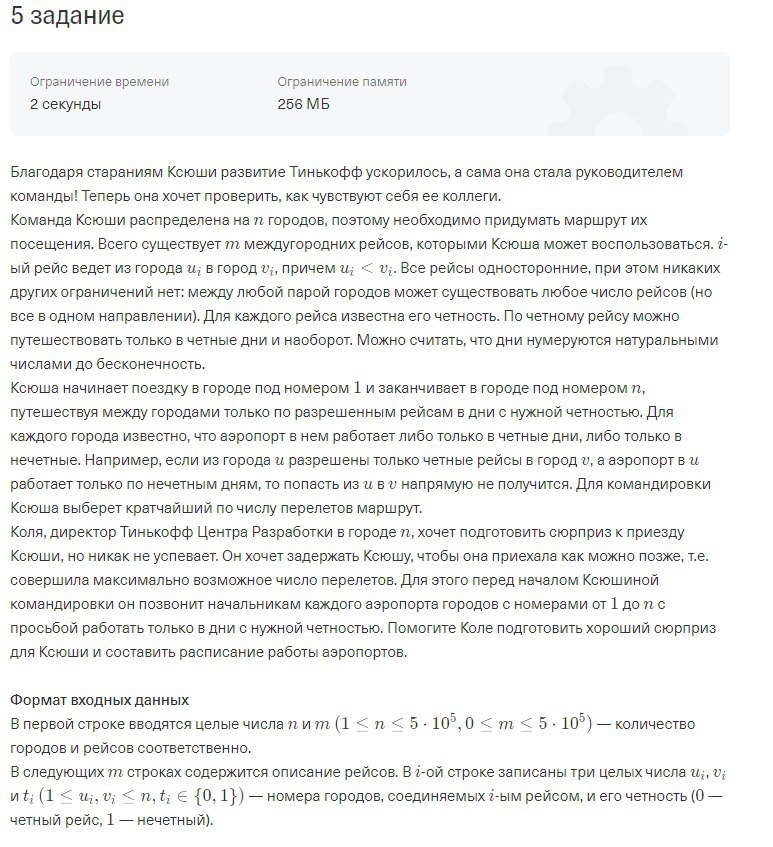 5 задание
Ограничение времени
Ограничение памяти
2 секунды
256 МБ
Благодаря стараниям Ксюши развитие Тинькофф ускорилось, а сама она стала руководителем
команды! Теперь она хочет проверить, как чувствуют себя ее коллеги.
Команда Ксюши распределена на n городов, поэтому необходимо придумать маршрут их
посещения. Всего существует m междугородних рейсов, которыми Ксюша может воспользоваться. i-
ый рейс ведет из города u_i в город v_i, причем u_i < v_i. Все рейсы односторонние, при этом никаких
других ограничений нет: между любой парой городов может существовать любое число рейсов (но
все в одном направлении). Для каждого рейса известна его четность. По четному рейсу можно
путешествовать только в четные дни и наоборот. Можно считать, что дни нумеруются натуральными
числами до бесконечность.
Ксюша начинает поездку в городе под номером 1 и заканчивает в городе под номером n,
путешествуя между городами только по разрешенным рейсам в дни с нужной четностью. Для
каждого города известно, что аэропорт в нем работает либо только в четные дни, либо только в
нечетные. Например, если из города u разрешены только четные рейсы в город v, а аэропорт в u
работает только по нечетным дням, то попасть из u в v напрямую не получится. Для командировки
Ксюша выберет кратчайший по числу перелетов маршрут.
Коля, директор Тинькофф Центра Разработки в городе n, хочет подготовить сюрприз к приезду
Ксюши, но никак не успевает. Он хочет задержать Ксюшу, чтобы она приехала как можно позже, т.е.
совершила максимально возможное число перелетов. Для этого перед началом Ксюшиной
командировки он позвонит начальникам каждого аэропорта городов с номерами от 1 до n с
просьбой работать только в дни с нужной четностью. Помогите Коле подготовить хороший сюрприз
для Ксюши и составить расписание работы аэропортов.
Формат входных данных
В первой строке вводятся целые числа n и m (1 ≤ n ≤ 5 · 10^5, 0 ≤ m ≤ 5 · 10^5) — количество
городов и рейсов соответственно.
В следующих m строках содержится описание рейсов. В i-ой строке записаны три целых числа u_i, v_i
и t_i (1 ≤ u_i, v_i ≤ n, t_i ∈ {0, 1}) — номера городов, соединяемых i-ым рейсом, и его четность (0 —
четный рейс, 1 — нечетный).